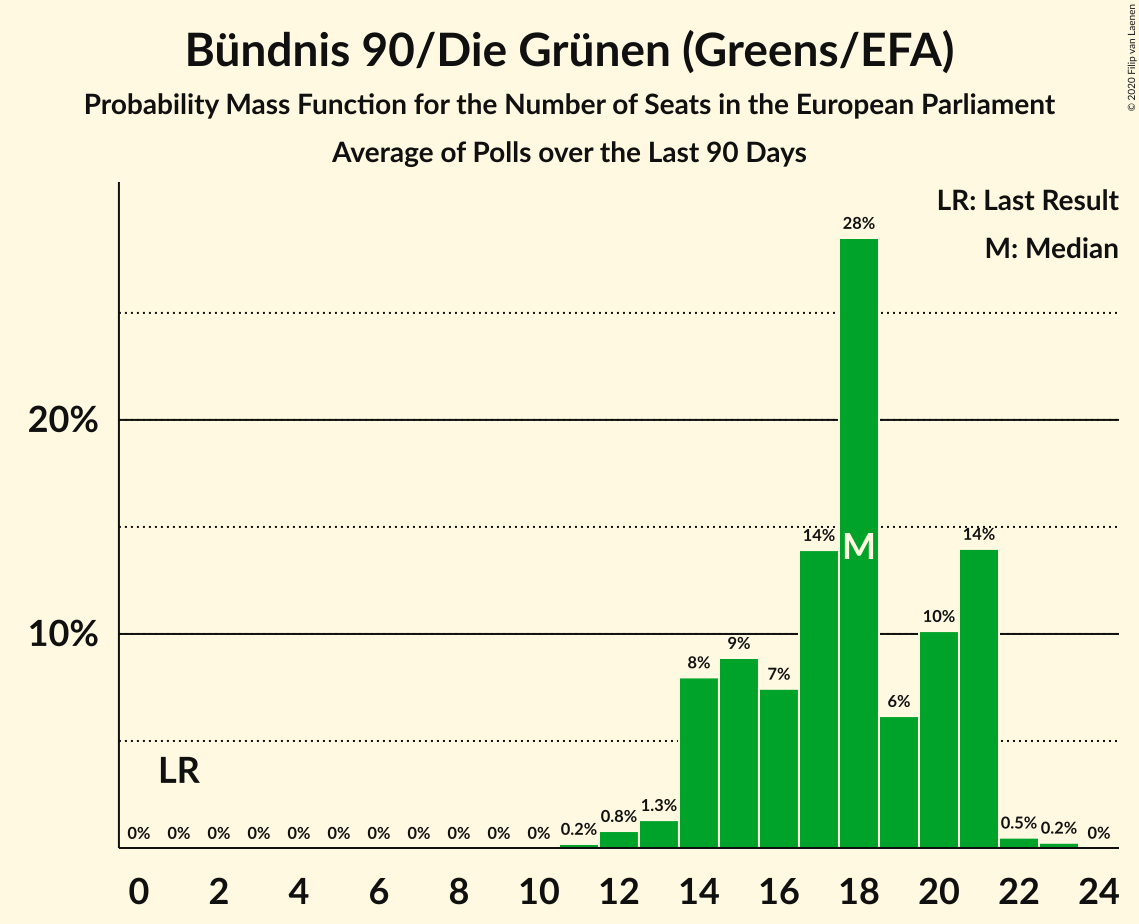 Bündnis 90/Die Grünen (Greens/EFA)
Probability Mass Function for the Number of Seats in the European Parliament
Average of Polls over the Last 90 Days
© 2020 Filip van Laenen
LR: Last Result
M: Median
28%
20%
14%
M
14%
10%
10%
9%
8%
7%
6%
LR
0% 0% 0% 0% 0% 0% 0% 0% 0% 0% 0% 0.2% 0.8% 1.3% 0.5% 0.2% 0%
0 2 4 6 8 10 12 14 16 18 20 22 24